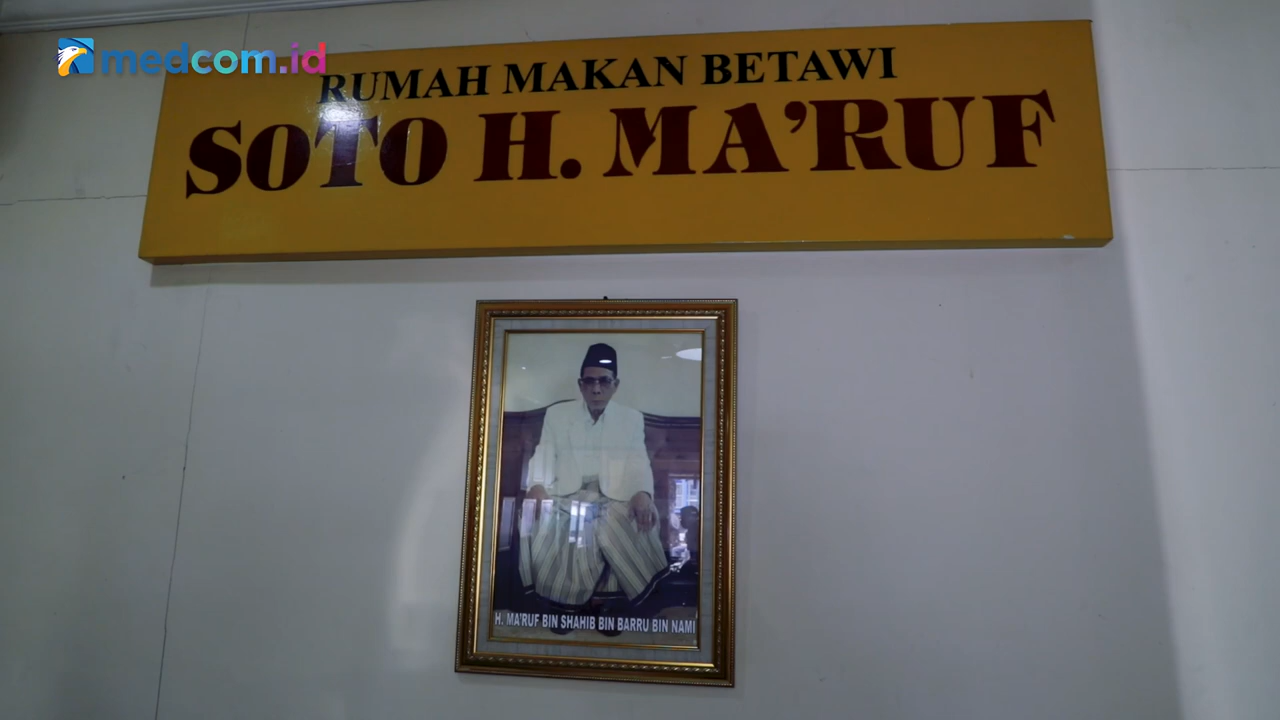 medcom.id
RUMAH MAKAN BETAWI
SOTO H. MA'RUF
H. MA'RUF BIN SHAHIB BIN BARRU BIN NAMI